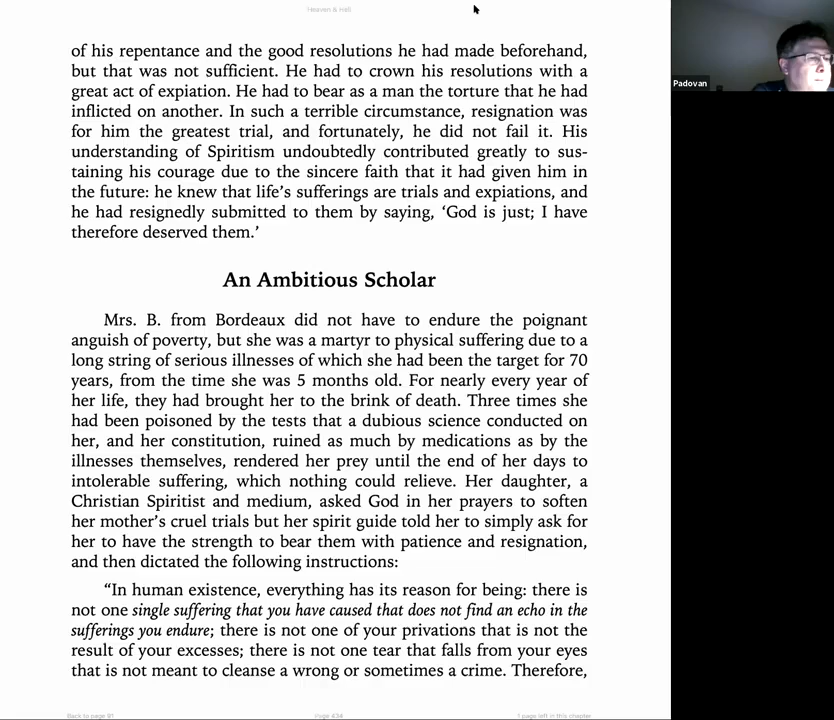 Heaven & Hell
of his repentance and the good resolutions he had made beforehand,
but that was not sufficient. He had to crown his resolutions with a
great act of expiation. He had to bear as a man the torture that he had
inflicted on another. In such a terrible circumstance, resignation was
for him the greatest trial, and fortunately, he did not fail it. His
understanding of Spiritism undoubtedly contributed greatly to sus-
taining his courage due to the sincere faith that it had given him in
the future: he knew that life’s sufferings are trials and expiations, and
he had resignedly submitted to them by saying, ‘God is just; I have
therefore deserved them.’
An Ambitious Scholar
Mrs. B. from Bordeaux did not have to endure the poignant
anguish of poverty, but she was a martyr to physical suffering due to a
long string of serious illnesses of which she had been the target for 70
years, from the time she was 5 months old. For nearly every year of
her life, they had brought her to the brink of death. Three times she
had been poisoned by the tests that a dubious science conducted on
her, and her constitution, ruined as much by medications as by the
illnesses themselves, rendered her prey until the end of her days to
intolerable suffering, which nothing could relieve. Her daughter, a
Christian Spiritist and medium, asked God in her prayers to soften
her mother’s cruel trials but her spirit guide told her to simply ask for
her to have the strength to bear them with patience and resignation,
and then dictated the following instructions:
“In human existence, everything has its reason for being: there is
not one single suffering that you have caused that does not find an echo in the
sufferings you endure; there is not one of your privations that is not the
result of your excesses; there is not one tear that falls from your eyes
that is not meant to cleanse a wrong or sometimes a crime. Therefore,
Back to page 91
Page 434
1 page left in this chapter
Padovan